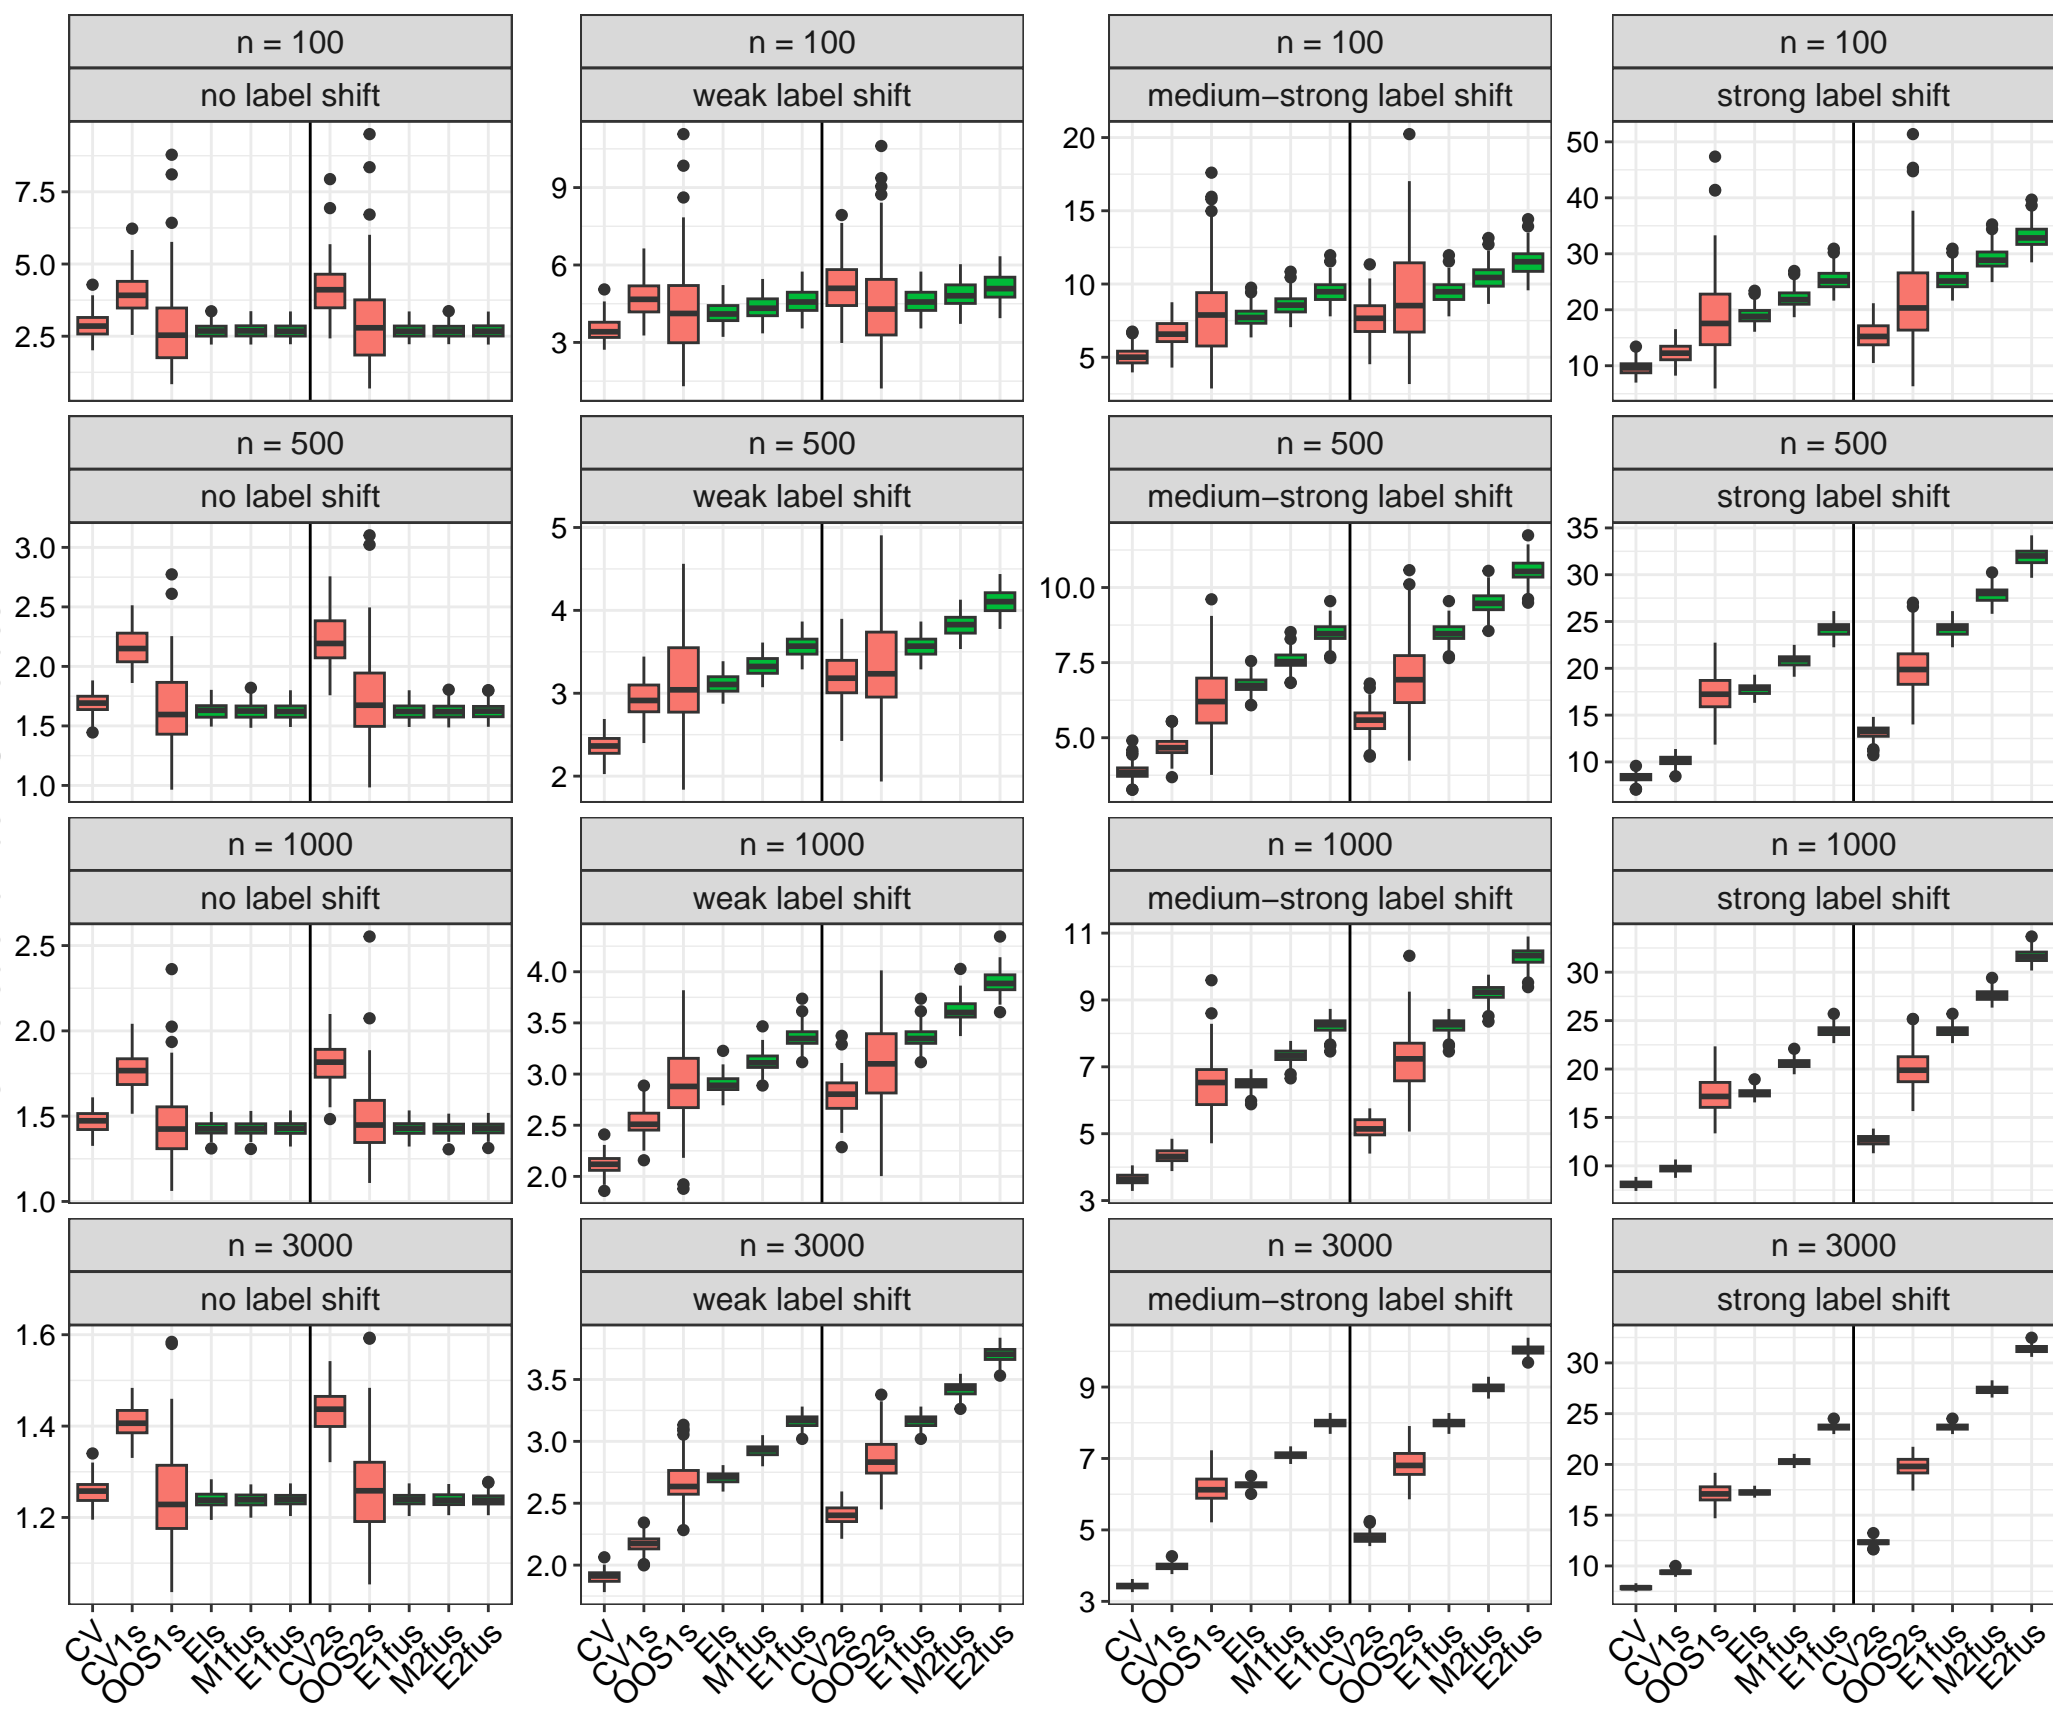 n = 100
n = 100
n = 100
n = 100
no label shift
weak label shift
medium−strong label shift
strong label shift
7.5
5.0
2.5
9
6
3
20
15
10
5
50
40
30
20
10
n = 500
n = 500
n = 500
n = 500
no label shift
weak label shift
medium−strong label shift
strong label shift
3.0
2.5
2.0
1.5
1.0
5
4
3
2
10.0
7.5
5.0
35
30
25
20
15
10
n = 1000
n = 1000
n = 1000
n = 1000
no label shift
weak label shift
medium−strong label shift
strong label shift
2.5
2.0
1.5
1.0
4.0
3.5
3.0
2.5
2.0
11
9
7
5
3
30
25
20
15
10
n = 3000
n = 3000
n = 3000
n = 3000
no label shift
weak label shift
medium−strong label shift
strong label shift
1.6
1.4
1.2
3.5
3.0
2.5
2.0
9
7
5
3
30
25
20
15
10
CV
CV1s
OOS1s
Els
M1fus
E1fus
CV2s
OOS2s
E1fus
M2fus
E2fus
CV
CV1s
OOS1s
Els
M1fus
E1fus
CV2s
OOS2s
E1fus
M2fus
E2fus
CV
CV1s
OOS1s
Els
M1fus
E1fus
CV2s
OOS2s
E1fus
M2fus
E2fus
CV
CV1s
OOS1s
Els
M1fus
E1fus
CV2s
OOS2s
E1fus
M2fus
E2fus